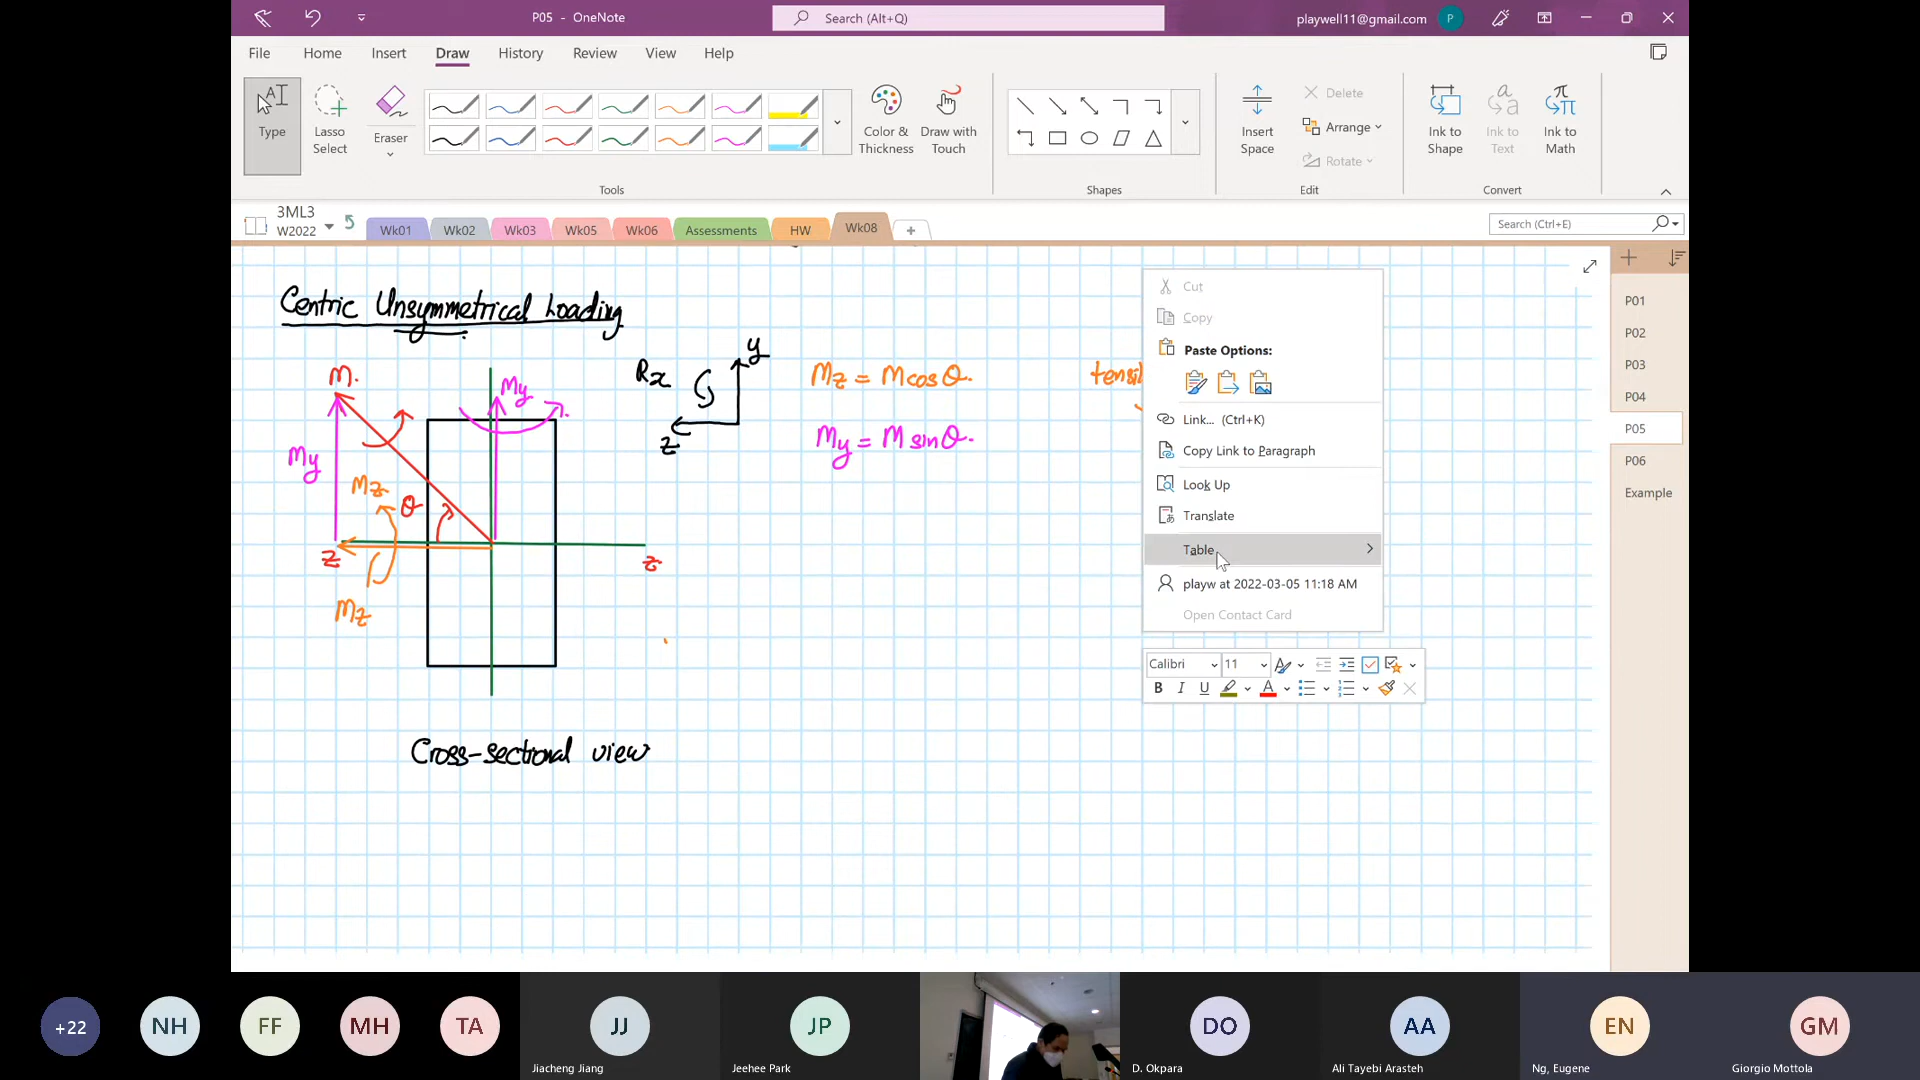 P05 - OneNote
Search (Alt+Q)
playwell11@gmail.com
P
File Home Insert Draw History Review View Help
Type
Lasso Select
Eraser
Color & Thickness
Draw with Touch
Insert Space
Delete
Arrange
Rotate
Ink to Shape
Ink to Text
Ink to Math
Tools
Shapes
Edit
Convert
3ML3
W2022
Wk01 Wk02 Wk03 Wk05 Wk06 Assessments HW Wk08
Search (Ctrl+E)
P01
P02
P03
P04
P05
P06
Example
Centric Unsymmetrical Loading
M.
My
My
Mz
θ
z
z
Mz
Rx
y
z
Mz = M cos θ.
My = M sin θ.
tensil
Cross-sectional view
Cut
Copy
Paste Options:
Link... (Ctrl+K)
Copy Link to Paragraph
Look Up
Translate
Table
playw at 2022-03-05 11:18 AM
Open Contact Card
Calibri 11
B I U A
+22 NH FF MH TA JJ JP DO AA EN GM
Jiacheng Jiang
Jeehee Park
D. Okpara
Ali Tayebi Arasteh
Ng, Eugene
Giorgio Mottola